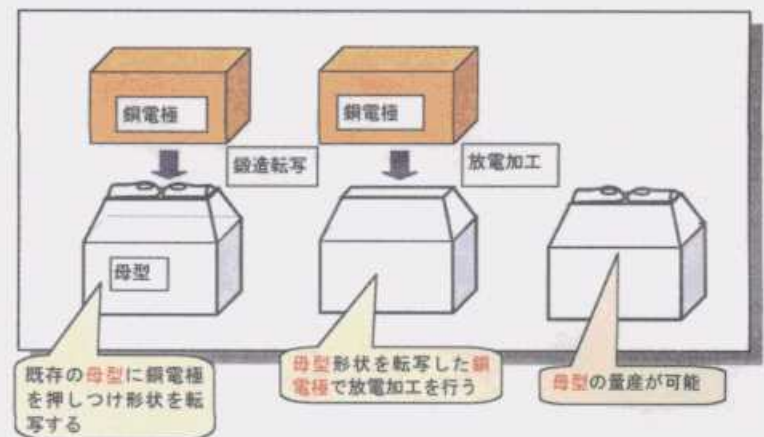 銅電極
銅電極
鍛造転写
放電加工
母型
既存の母型に銅電極
を押しつけ形状を転
写する
母型形状を転写した銅
電極で放電加工を行う
母型の量産が可能